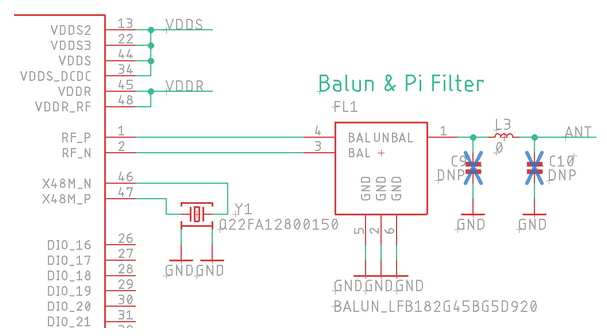 VDDS2 13 VDDS
VDDS3 22
VDDS 44
VDDS_DCDC 34
VDDR 45 VDDR
VDDR_RF 48
Balun & Pi Filter
FL1
RF_P 1 4 BALUNBAL 1 L3 ANT
RF_N 2 3 BAL + 0
C9 C10
DNP DNP
X48M_N 46
X48M_P 47
GND GND GND
Y1
Q22FA12800150
GND GND
5 2 6
DIO_16 26
GND GND
DIO_17 27
DIO_18 28
GND GND GND
DIO_19 29
DIO_20 30
BALUN_LFB182G45BG5D920
DIO_21 31